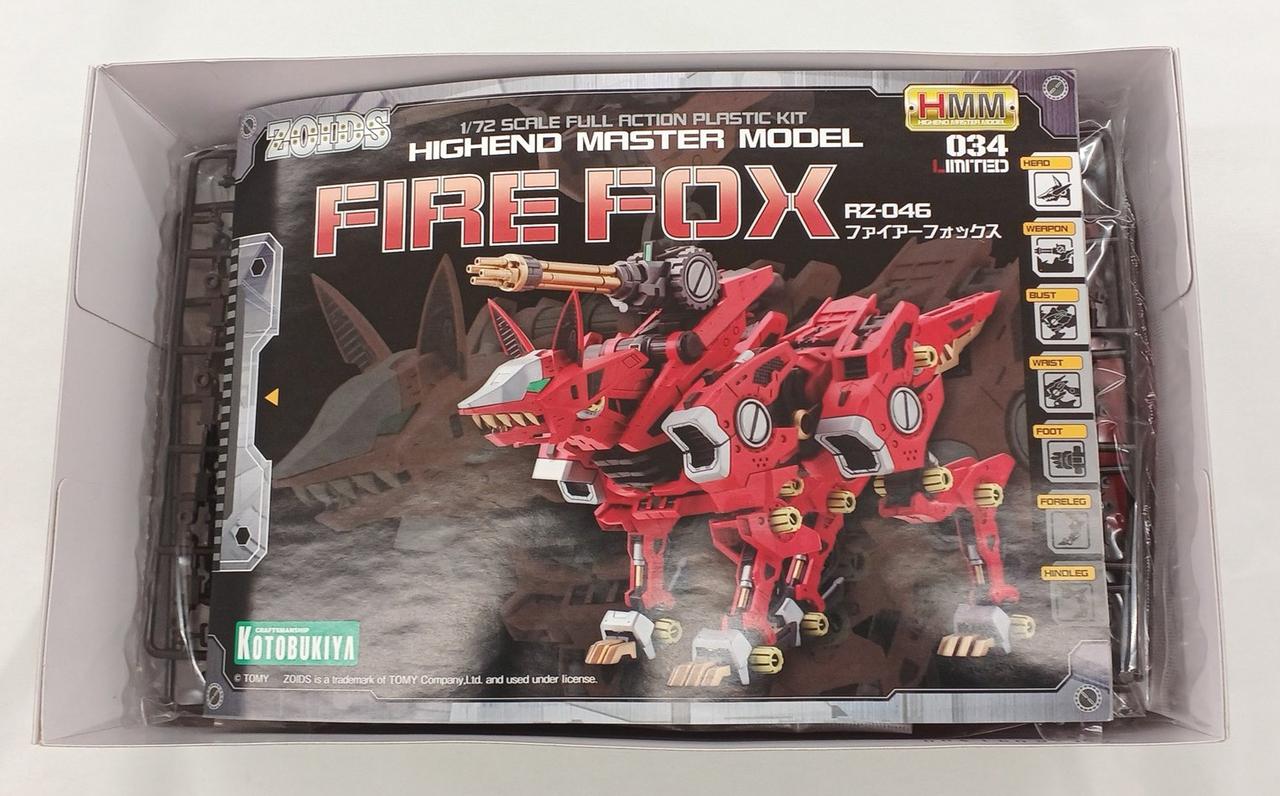 ZOIDS
1/72 SCALE FULL ACTION PLASTIC KIT
HIGHEND MASTER MODEL
HMM
HIGHEND MASTER MODEL
034
LIMITED
FIRE FOX
RZ-046
ファイアーフォックス
HEAD
WEAPON
BUST
WAIST
FOOT
FORELEG
HINDLEG
CRAFTSMANSHIP
KOTOBUKIYA
© TOMY ZOIDS is a trademark of TOMY Company,Ltd. and used under license.